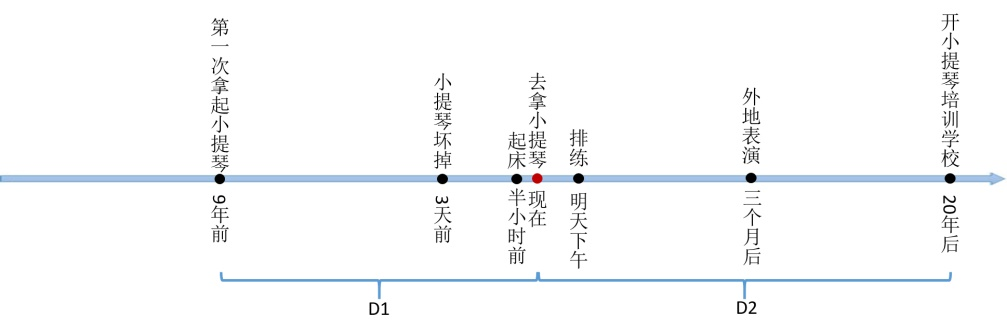 第一次拿起小提琴
小提琴坏掉
起床
去拿小提琴
排练
外地表演
开小提琴培训学校
9年前
3天前
半小时前
现在
明天下午
三个月后
20年后
D1
D2